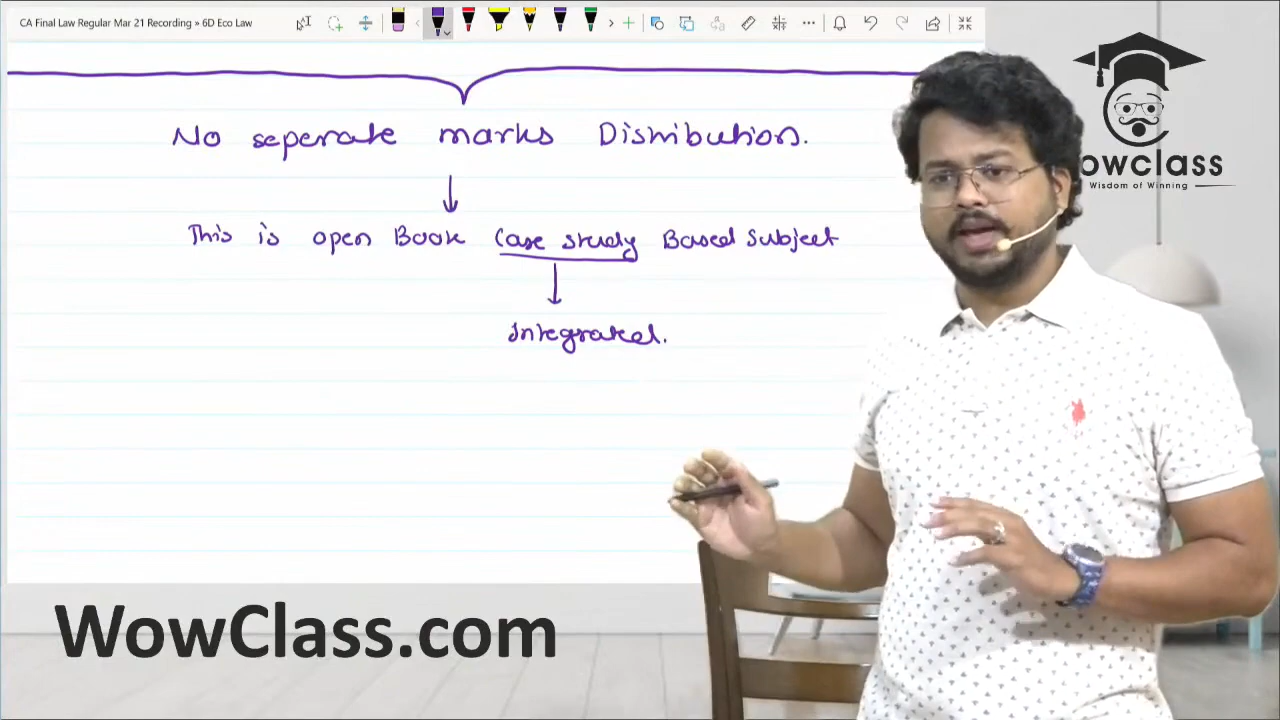 CA Final Law Regular Mar 21 Recording » 6D Eco Law
No seperate marks Distribution.
This is open Book Case study Based Subject
Integrated.
owclass
Wisdom of Winning
WowClass.com